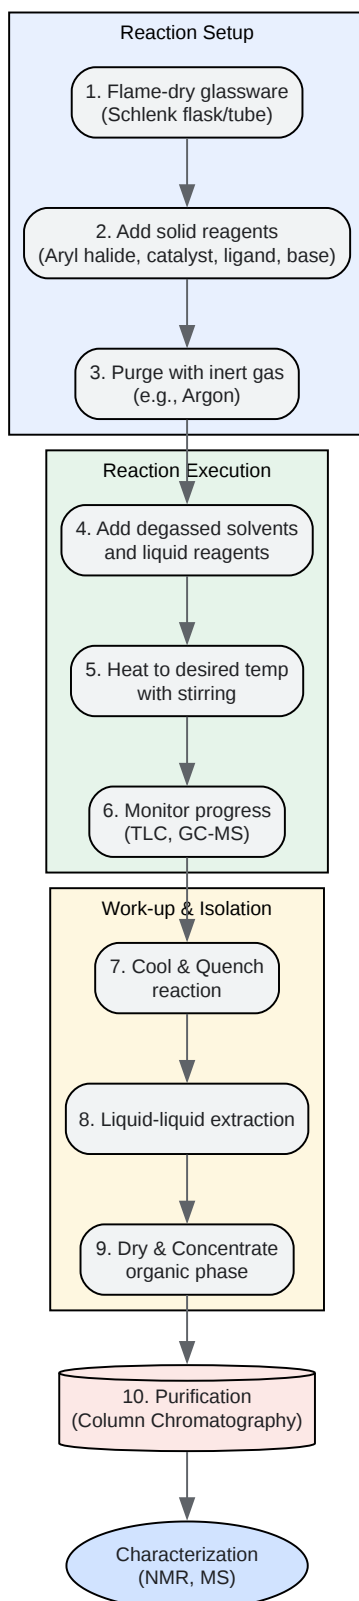 Reaction Setup
1. Flame-dry glassware
(Schlenk flask/tube)
2. Add solid reagents
(Aryl halide, catalyst, ligand, base)
3. Purge with inert gas
(e.g., Argon)
Reaction Execution
4. Add degassed solvents
and liquid reagents
5. Heat to desired temp
with stirring
6. Monitor progress
(TLC, GC-MS)
Work-up & Isolation
7. Cool & Quench
reaction
8. Liquid-liquid extraction
9. Dry & Concentrate
organic phase
10. Purification
(Column Chromatography)
Characterization
(NMR, MS)